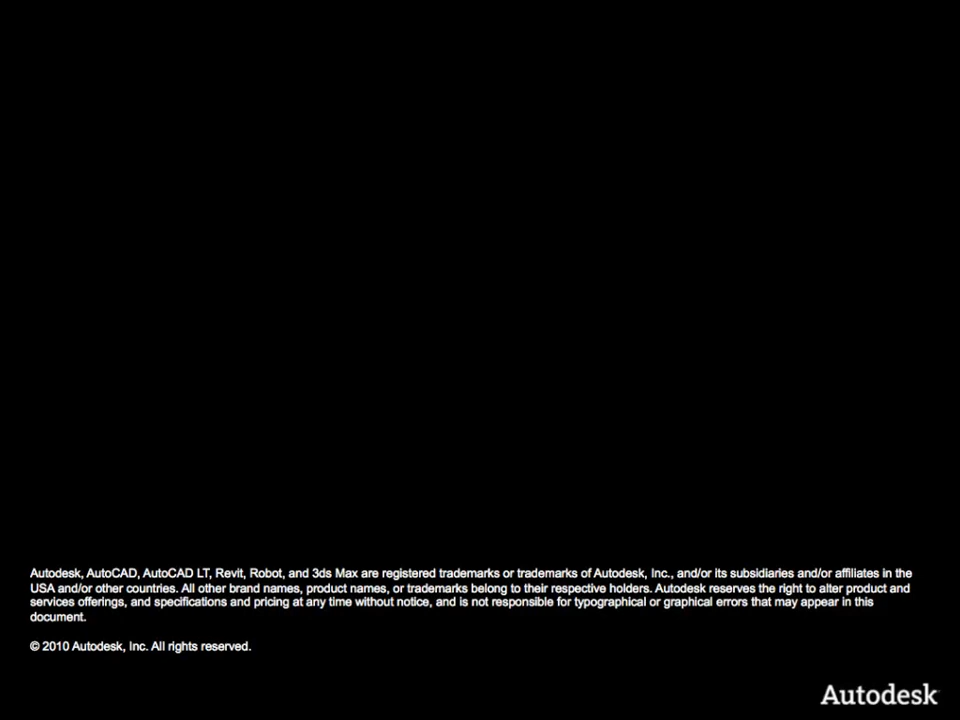 Autodesk, AutoCAD, AutoCAD LT, Revit, Robot, and 3ds Max are registered trademarks or trademarks of Autodesk, Inc., and/or its subsidiaries and/or affiliates in the
USA and/or other countries. All other brand names, product names, or trademarks belong to their respective holders. Autodesk reserves the right to alter product and
services offerings, and specifications and pricing at any time without notice, and is not responsible for typographical or graphical errors that may appear in this
document.
© 2010 Autodesk, Inc. All rights reserved.
Autodesk